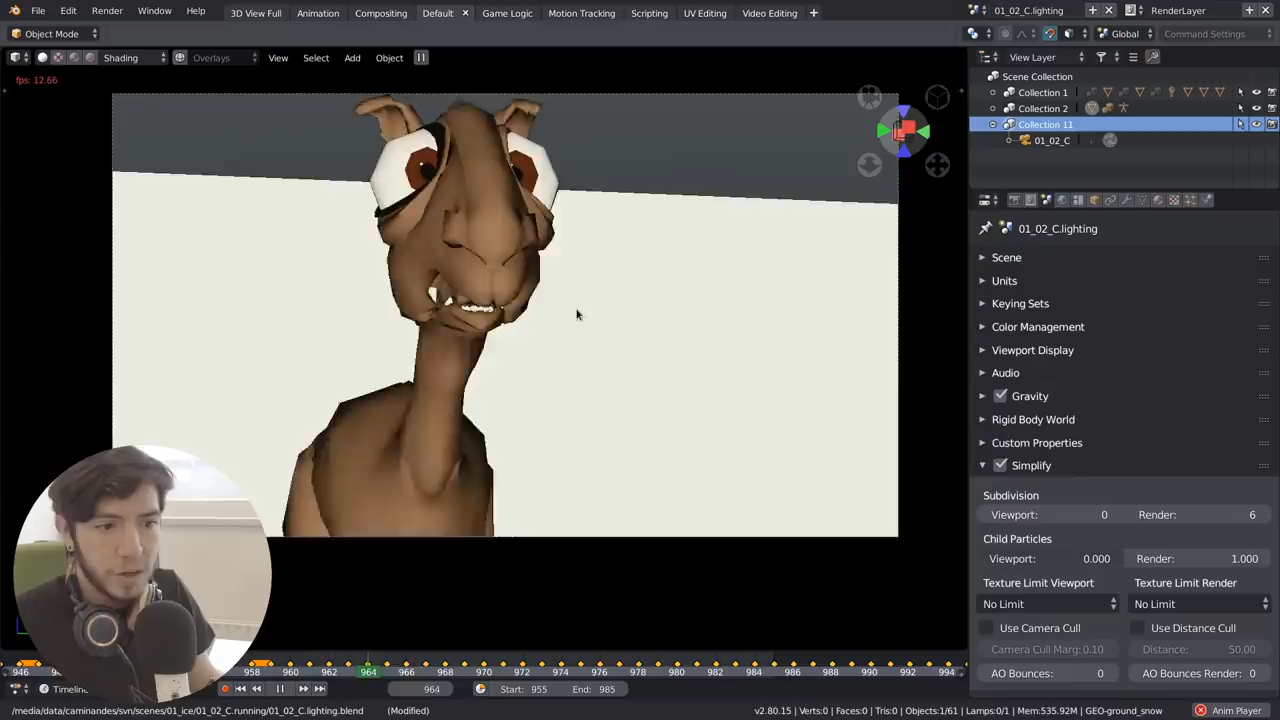 File Edit Render Window Help 3D View Full Animation Compositing Default Game Logic Motion Tracking Scripting UV Editing Video Editing 01_02_C.lighting RenderLayer
Object Mode Global Command Settings
Shading Overlays View Select Add Object View Layer
fps: 12.66
Scene Collection
Collection 1
Collection 2
Collection 11
01_02_C
01_02_C.lighting
Scene
Units
Keying Sets
Color Management
Viewport Display
Audio
Gravity
Rigid Body World
Custom Properties
Simplify
Subdivision
Viewport: 0 Render: 6
Child Particles
Viewport: 0.000 Render: 1.000
Texture Limit Viewport Texture Limit Render
No Limit No Limit
Use Camera Cull Use Distance Cull
Camera Cull Marg: 0.10 Distance: 50.00
AO Bounces: 0 AO Bounces Render: 0
946 958 960 962 964 966 968 970 972 974 976 978 980 982 984 986 988 990 992 994
Timeline 964 Start: 955 End: 985
/media/data/caminandes/svn/scenes/01_ice/01_02_C.running/01_02_C.lighting.blend (Modified) v2.80.15 | Verts:0 | Faces:0 | Tris:0 | Objects:1/61 | Lamps:0/1 | Mem:535.92M | GEO-ground_snow Anim Player